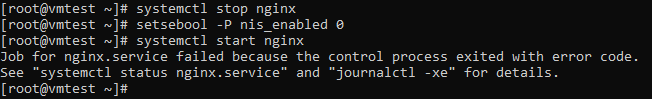 [root@vmtest ~]# systemctl stop nginx
[root@vmtest ~]# setsebool -P nis_enabled 0
[root@vmtest ~]# systemctl start nginx
Job for nginx.service failed because the control process exited with error code.
See "systemctl status nginx.service" and "journalctl -xe" for details.
[root@vmtest ~]#